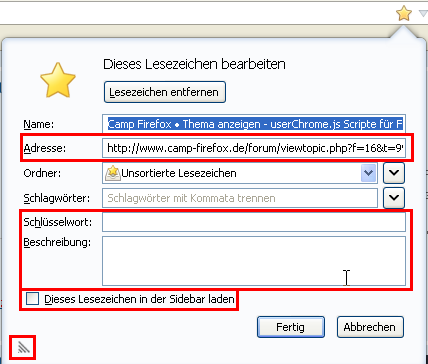 Dieses Lesezeichen bearbeiten
Lesezeichen entfernen
Name: Camp Firefox • Thema anzeigen - userChrome.js Scripte für F
Adresse: http://www.camp-firefox.de/forum/viewtopic.php?f=16&t=9
Ordner: Unsortierte Lesezeichen
Schlagwörter: Schlagwörter mit Kommata trennen
Schlüsselwort:
Beschreibung:
Dieses Lesezeichen in der Sidebar laden
Fertig Abbrechen